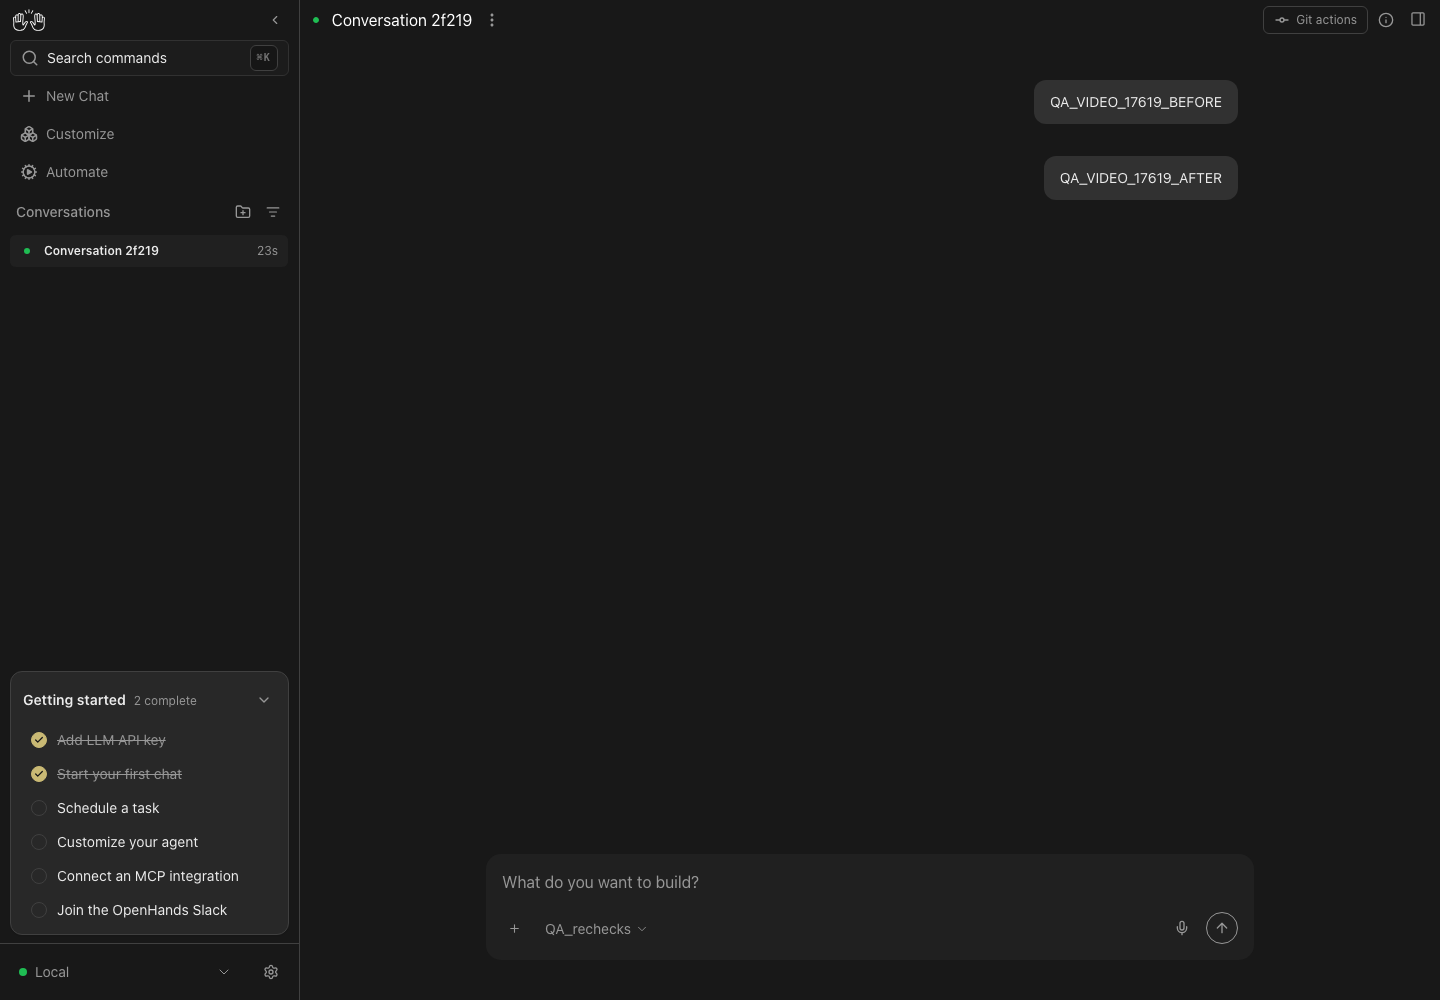 Conversation 2f219
Git actions
Search commands
⌘K
New Chat
Customize
Automate
Conversations
Conversation 2f219 23s
QA_VIDEO_17619_BEFORE
QA_VIDEO_17619_AFTER
Getting started 2 complete
Add LLM API key
Start your first chat
Schedule a task
Customize your agent
Connect an MCP integration
Join the OpenHands Slack
Local
What do you want to build?
QA_rechecks